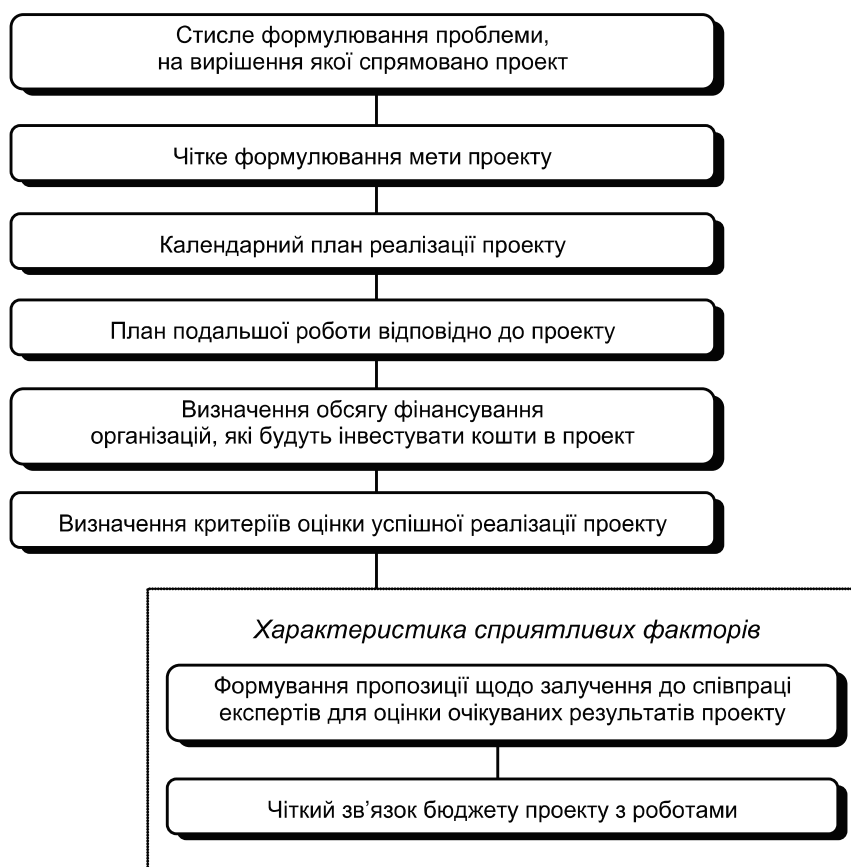 Стисле формулювання проблеми,
на вирішення якої спрямовано проект
Чітке формулювання мети проекту
Календарний план реалізації проекту
План подальшої роботи відповідно до проекту
Визначення обсягу фінансування
організацій, які будуть інвестувати кошти в проект
Визначення критеріїв оцінки успішної реалізації проекту
Характеристика сприятливих факторів
Формування пропозиції щодо залучення до співпраці
експертів для оцінки очікуваних результатів проекту
Чіткий зв’язок бюджету проекту з роботами